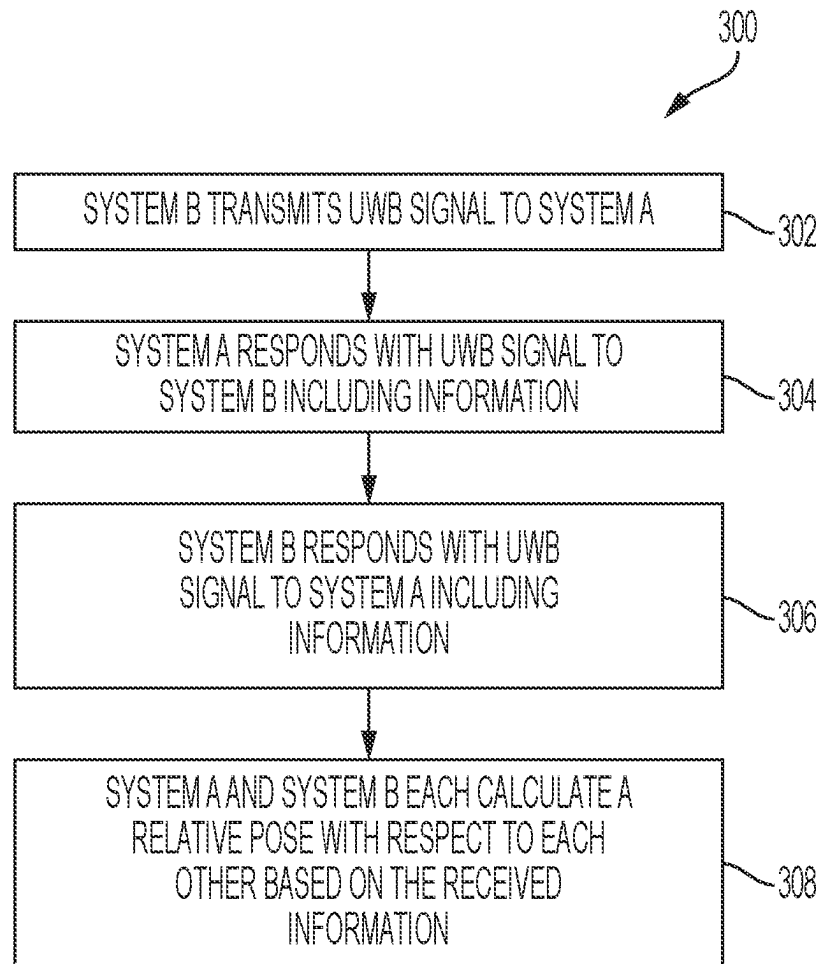 300
SYSTEM B TRANSMITS UWB SIGNAL TO SYSTEM A
302
SYSTEM A RESPONDS WITH UWB SIGNAL TO
SYSTEM B INCLUDING INFORMATION
304
SYSTEM B RESPONDS WITH UWB
SIGNAL TO SYSTEM A INCLUDING
INFORMATION
306
SYSTEM A AND SYSTEM B EACH CALCULATE A
RELATIVE POSE WITH RESPECT TO EACH
OTHER BASED ON THE RECEIVED
INFORMATION
308